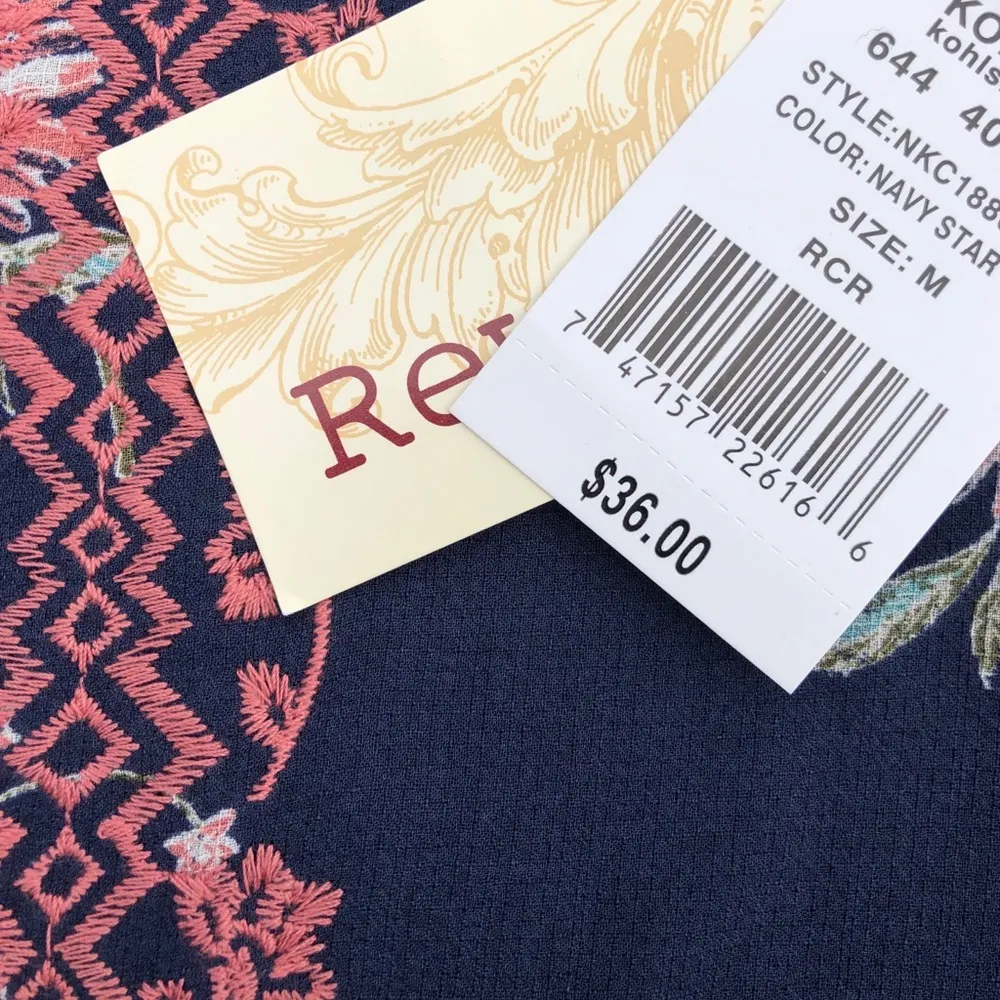 Re
KO
kohls
644 40
STYLE:NKC188
COLOR: NAVY STAR
SIZE: M
RCR
7 47157 22616 6
$36.00